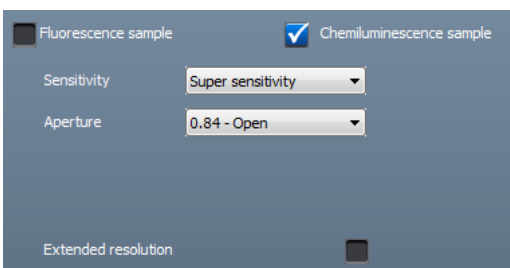 Fluorescence sample Chemiluminescence sample
Sensitivity Super sensitivity
Aperture 0.84 - Open
Extended resolution